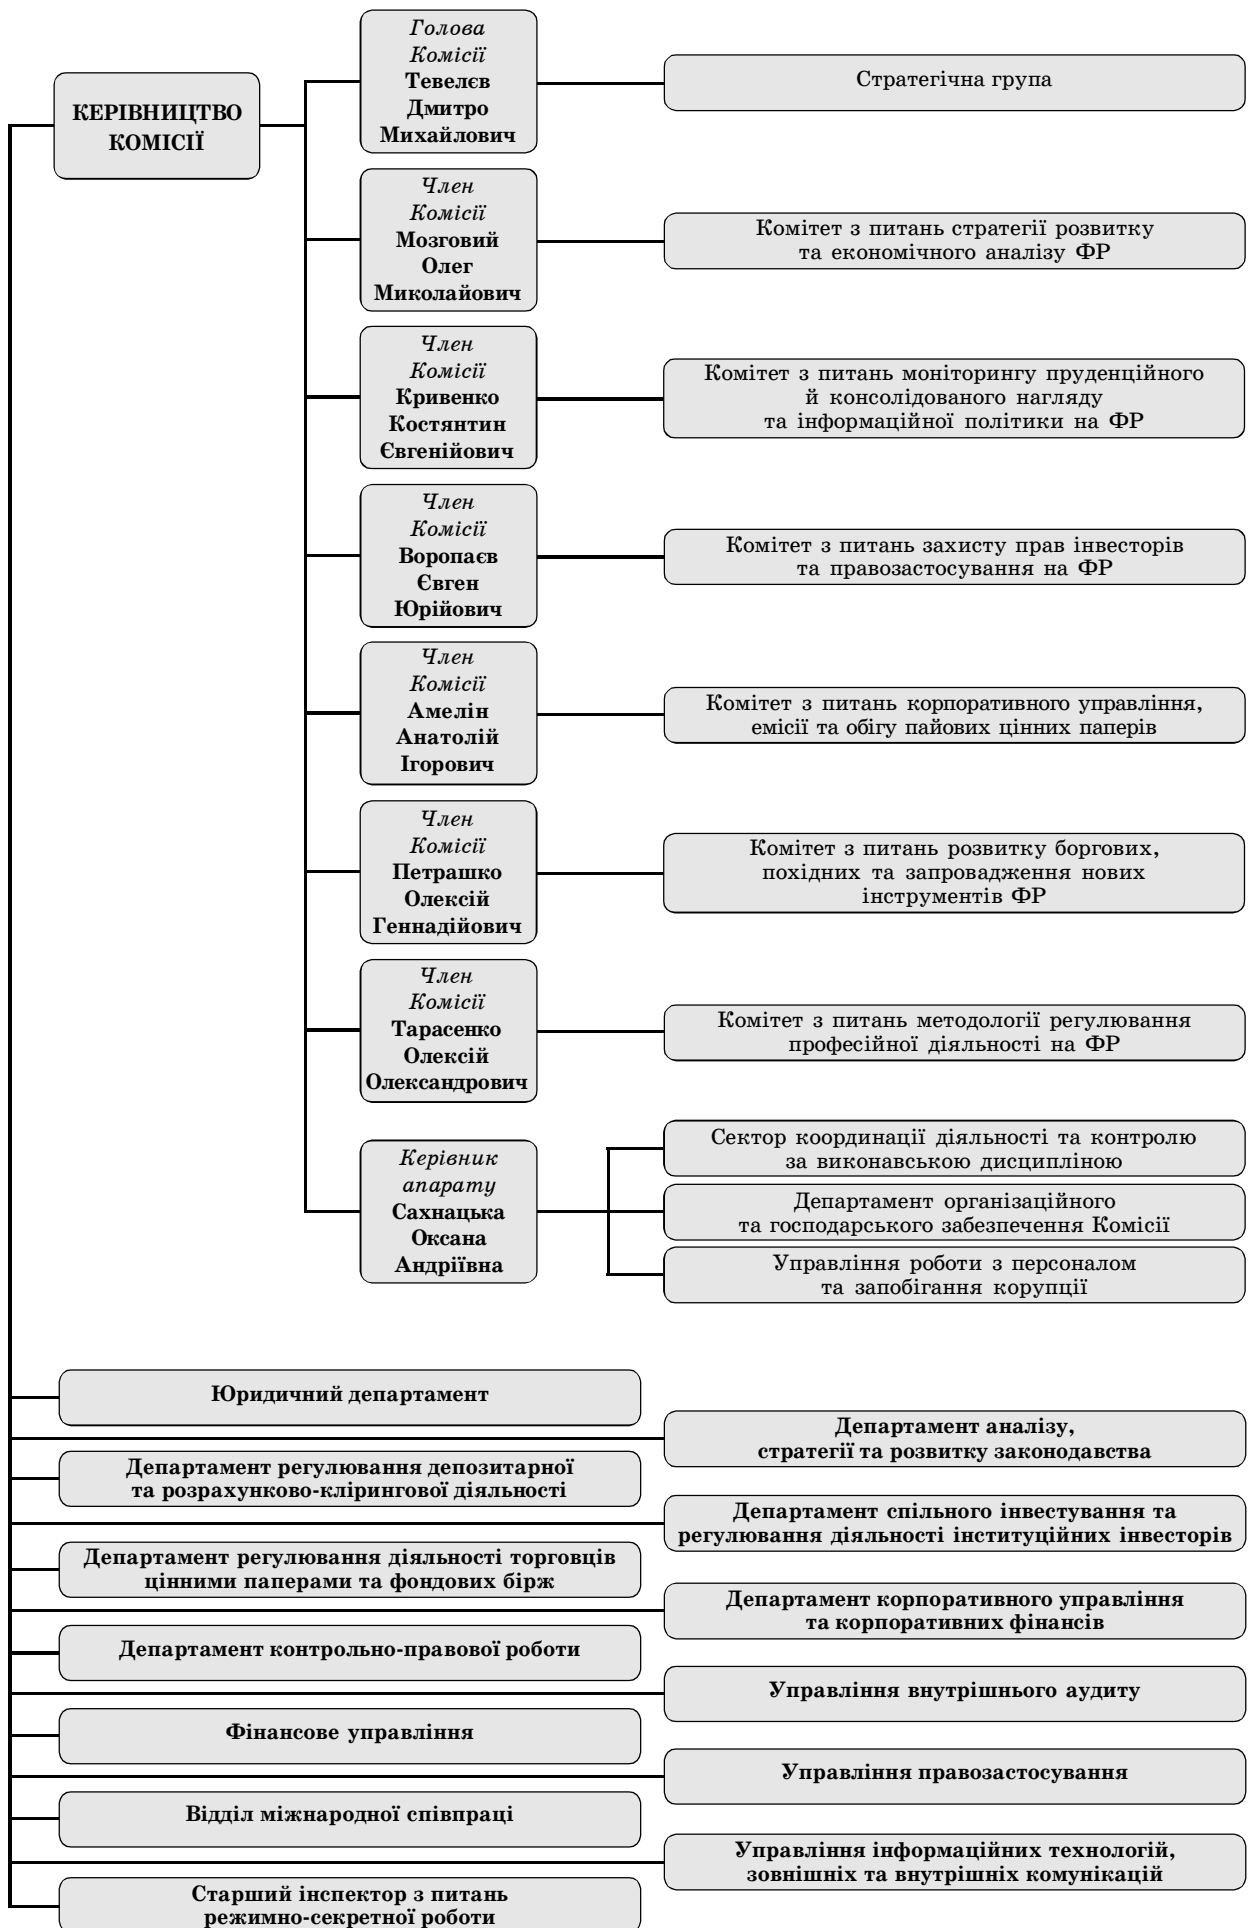 КЕРІВНИЦТВО
КОМІСІЇ
Голова
Комісії
Тевелєв
Дмитро
Михайлович
Стратегічна група
Член
Комісії
Мозговий
Олег
Миколайович
Комітет з питань стратегії розвитку
та економічного аналізу ФР
Член
Комісії
Кривенко
Костянтин
Євгенійович
Комітет з питань моніторингу пруденційного
й консолідованого нагляду
та інформаційної політики на ФР
Член
Комісії
Воропаєв
Євген
Юрійович
Комітет з питань захисту прав інвесторів
та правозастосування на ФР
Член
Комісії
Амелін
Анатолій
Ігорович
Комітет з питань корпоративного управління,
емісії та обігу пайових цінних паперів
Член
Комісії
Петрашко
Олексій
Геннадійович
Комітет з питань розвитку боргових,
похідних та запровадження нових
інструментів ФР
Член
Комісії
Тарасенко
Олексій
Олександрович
Комітет з питань методології регулювання
професійної діяльності на ФР
Керівник
апарату
Сахнацька
Оксана
Андріївна
Сектор координації діяльності та контролю
за виконавською дисципліною
Департамент організаційного
та господарського забезпечення Комісії
Управління роботи з персоналом
та запобігання корупції
Юридичний департамент
Департамент аналізу,
стратегії та розвитку законодавства
Департамент регулювання депозитарної
та розрахунково-клірингової діяльності
Департамент спільного інвестування та
регулювання діяльності інституційних інвесторів
Департамент регулювання діяльності торговців
цінними паперами та фондових бірж
Департамент корпоративного управління
та корпоративних фінансів
Департамент контрольно-правової роботи
Управління внутрішнього аудиту
Фінансове управління
Управління правозастосування
Відділ міжнародної співпраці
Управління інформаційних технологій,
зовнішніх та внутрішніх комунікацій
Старший інспектор з питань
режимно-секретної роботи